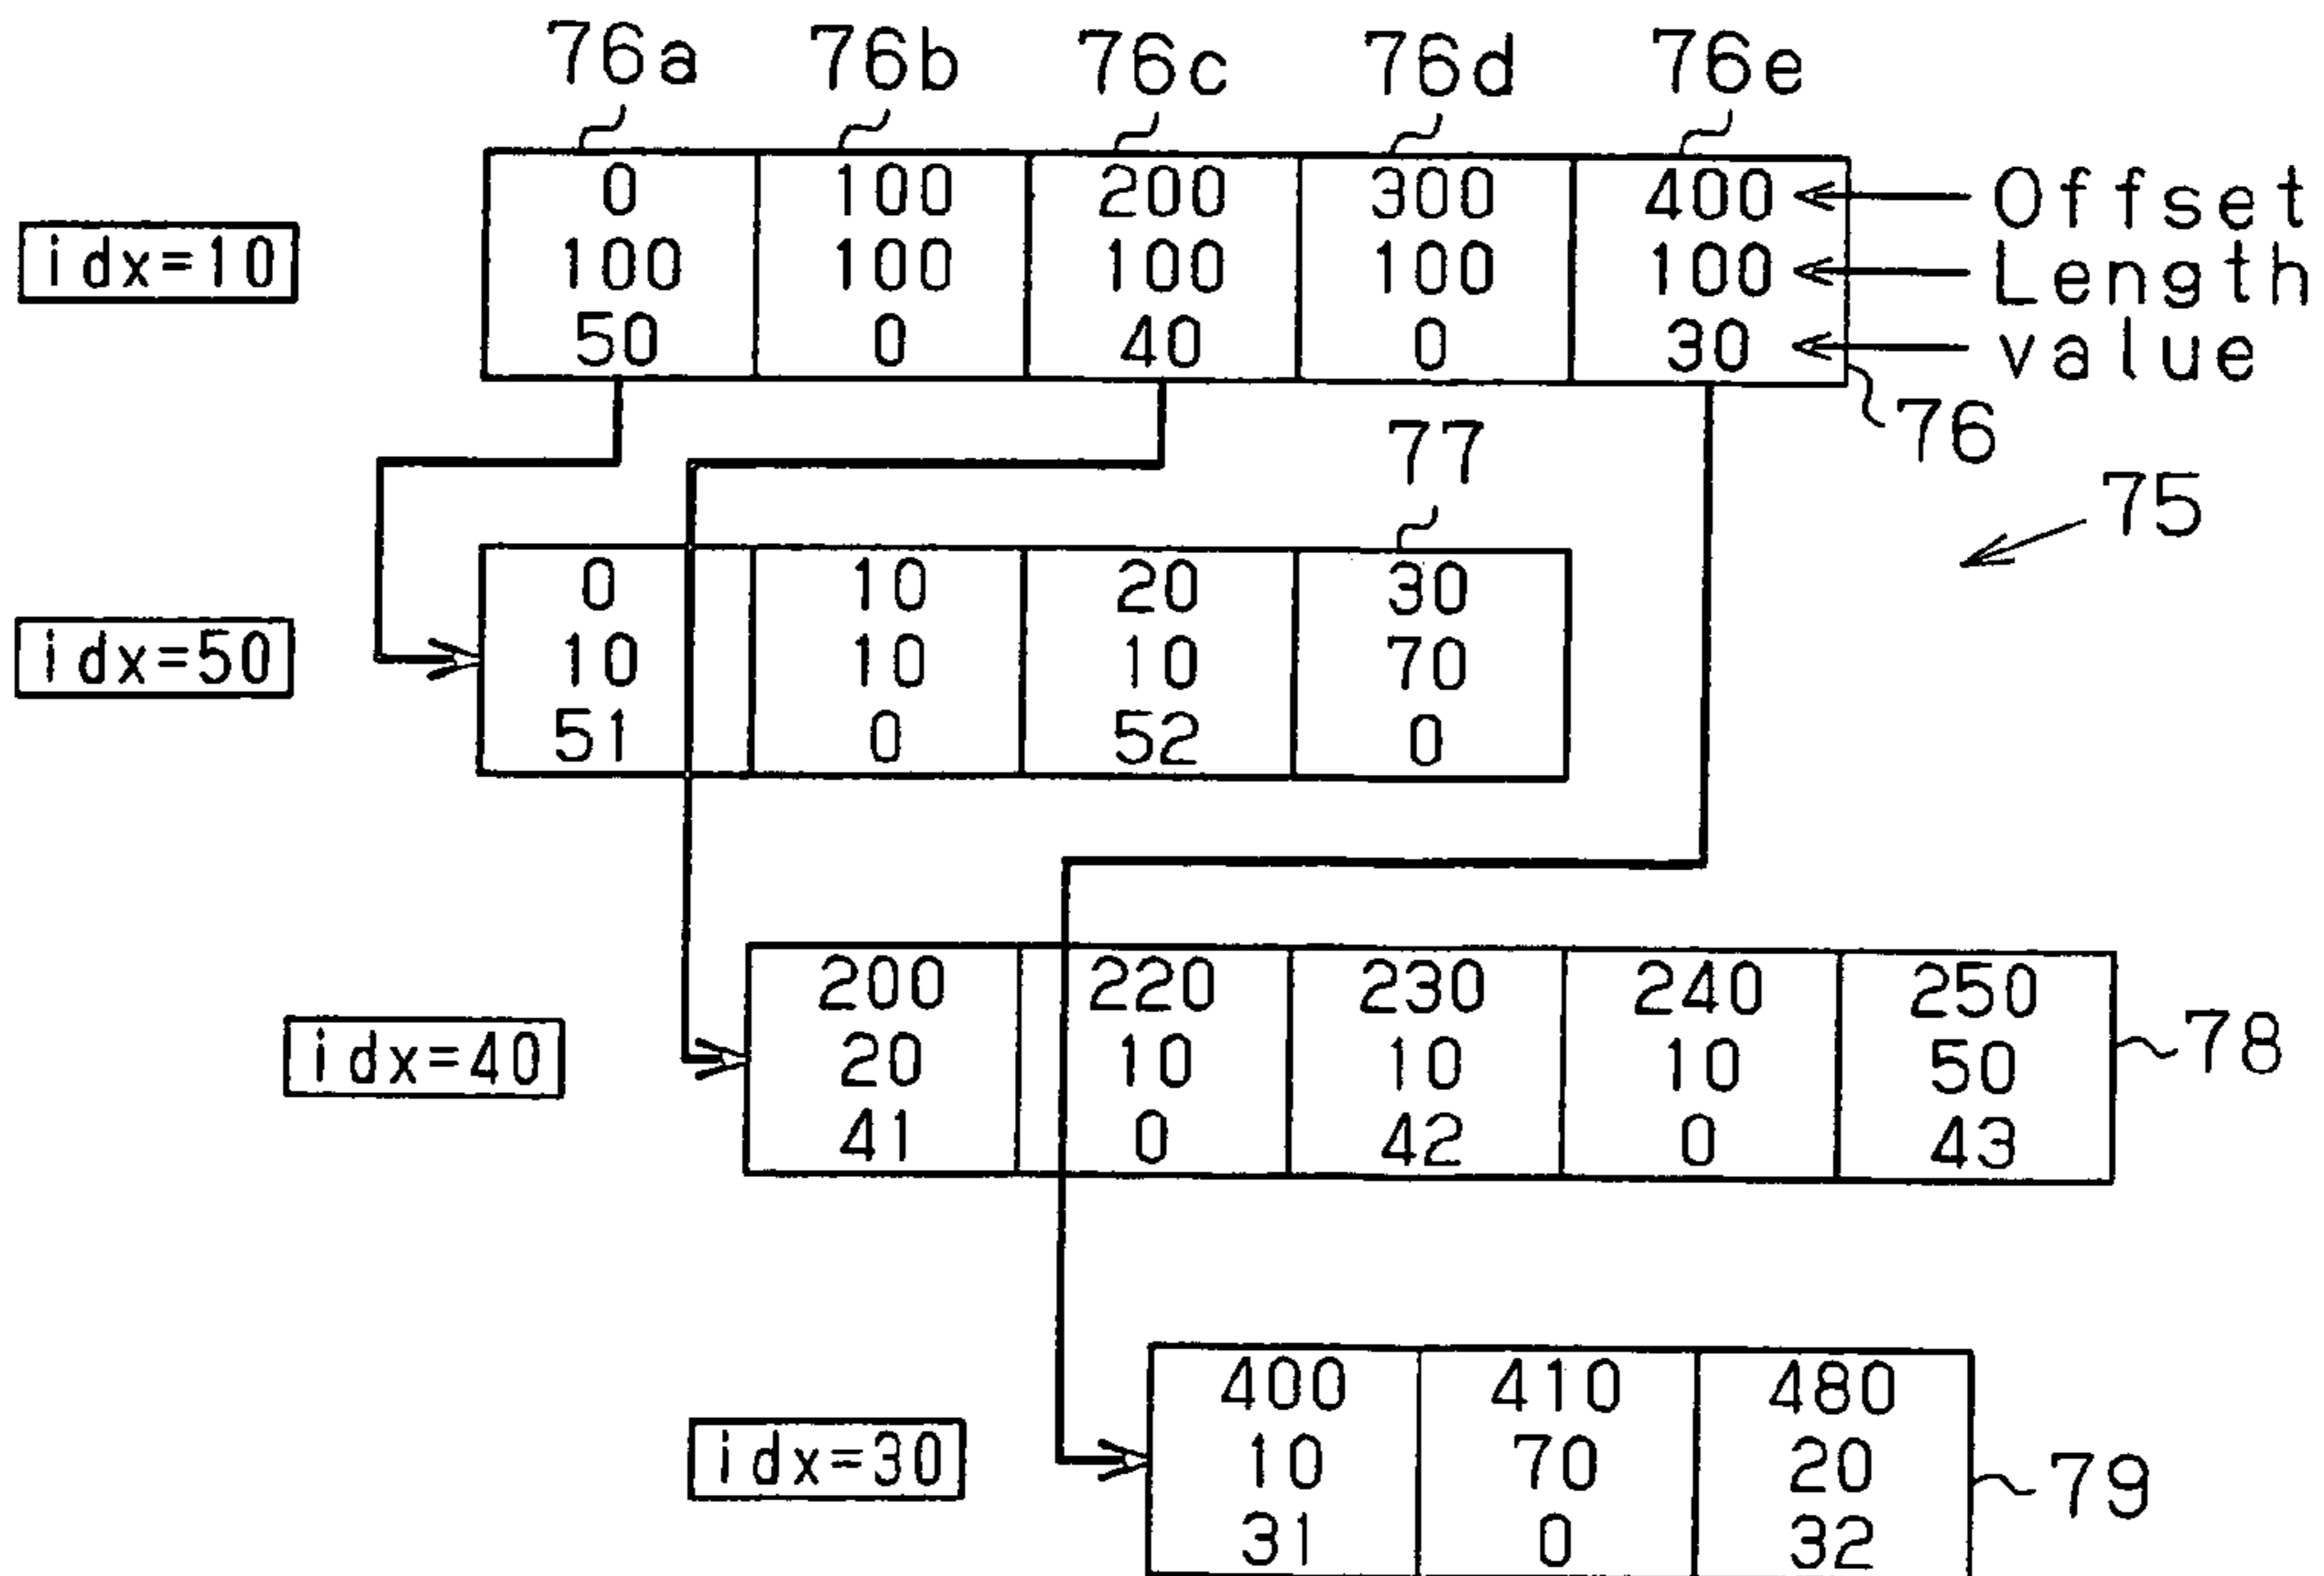 76a 76b 76c 76d 76e
0 100 200 300 400 Offset
idx=10 100 100 100 100 100 Length
50 0 40 0 30 value
76
77
75
0 10 20 30
idx=50 10 10 10 70
51 0 52 0
200 220 230 240 250
idx=40 20 10 10 10 50 78
41 0 42 0 43
400 410 480
idx=30 10 70 20 79
31 0 32